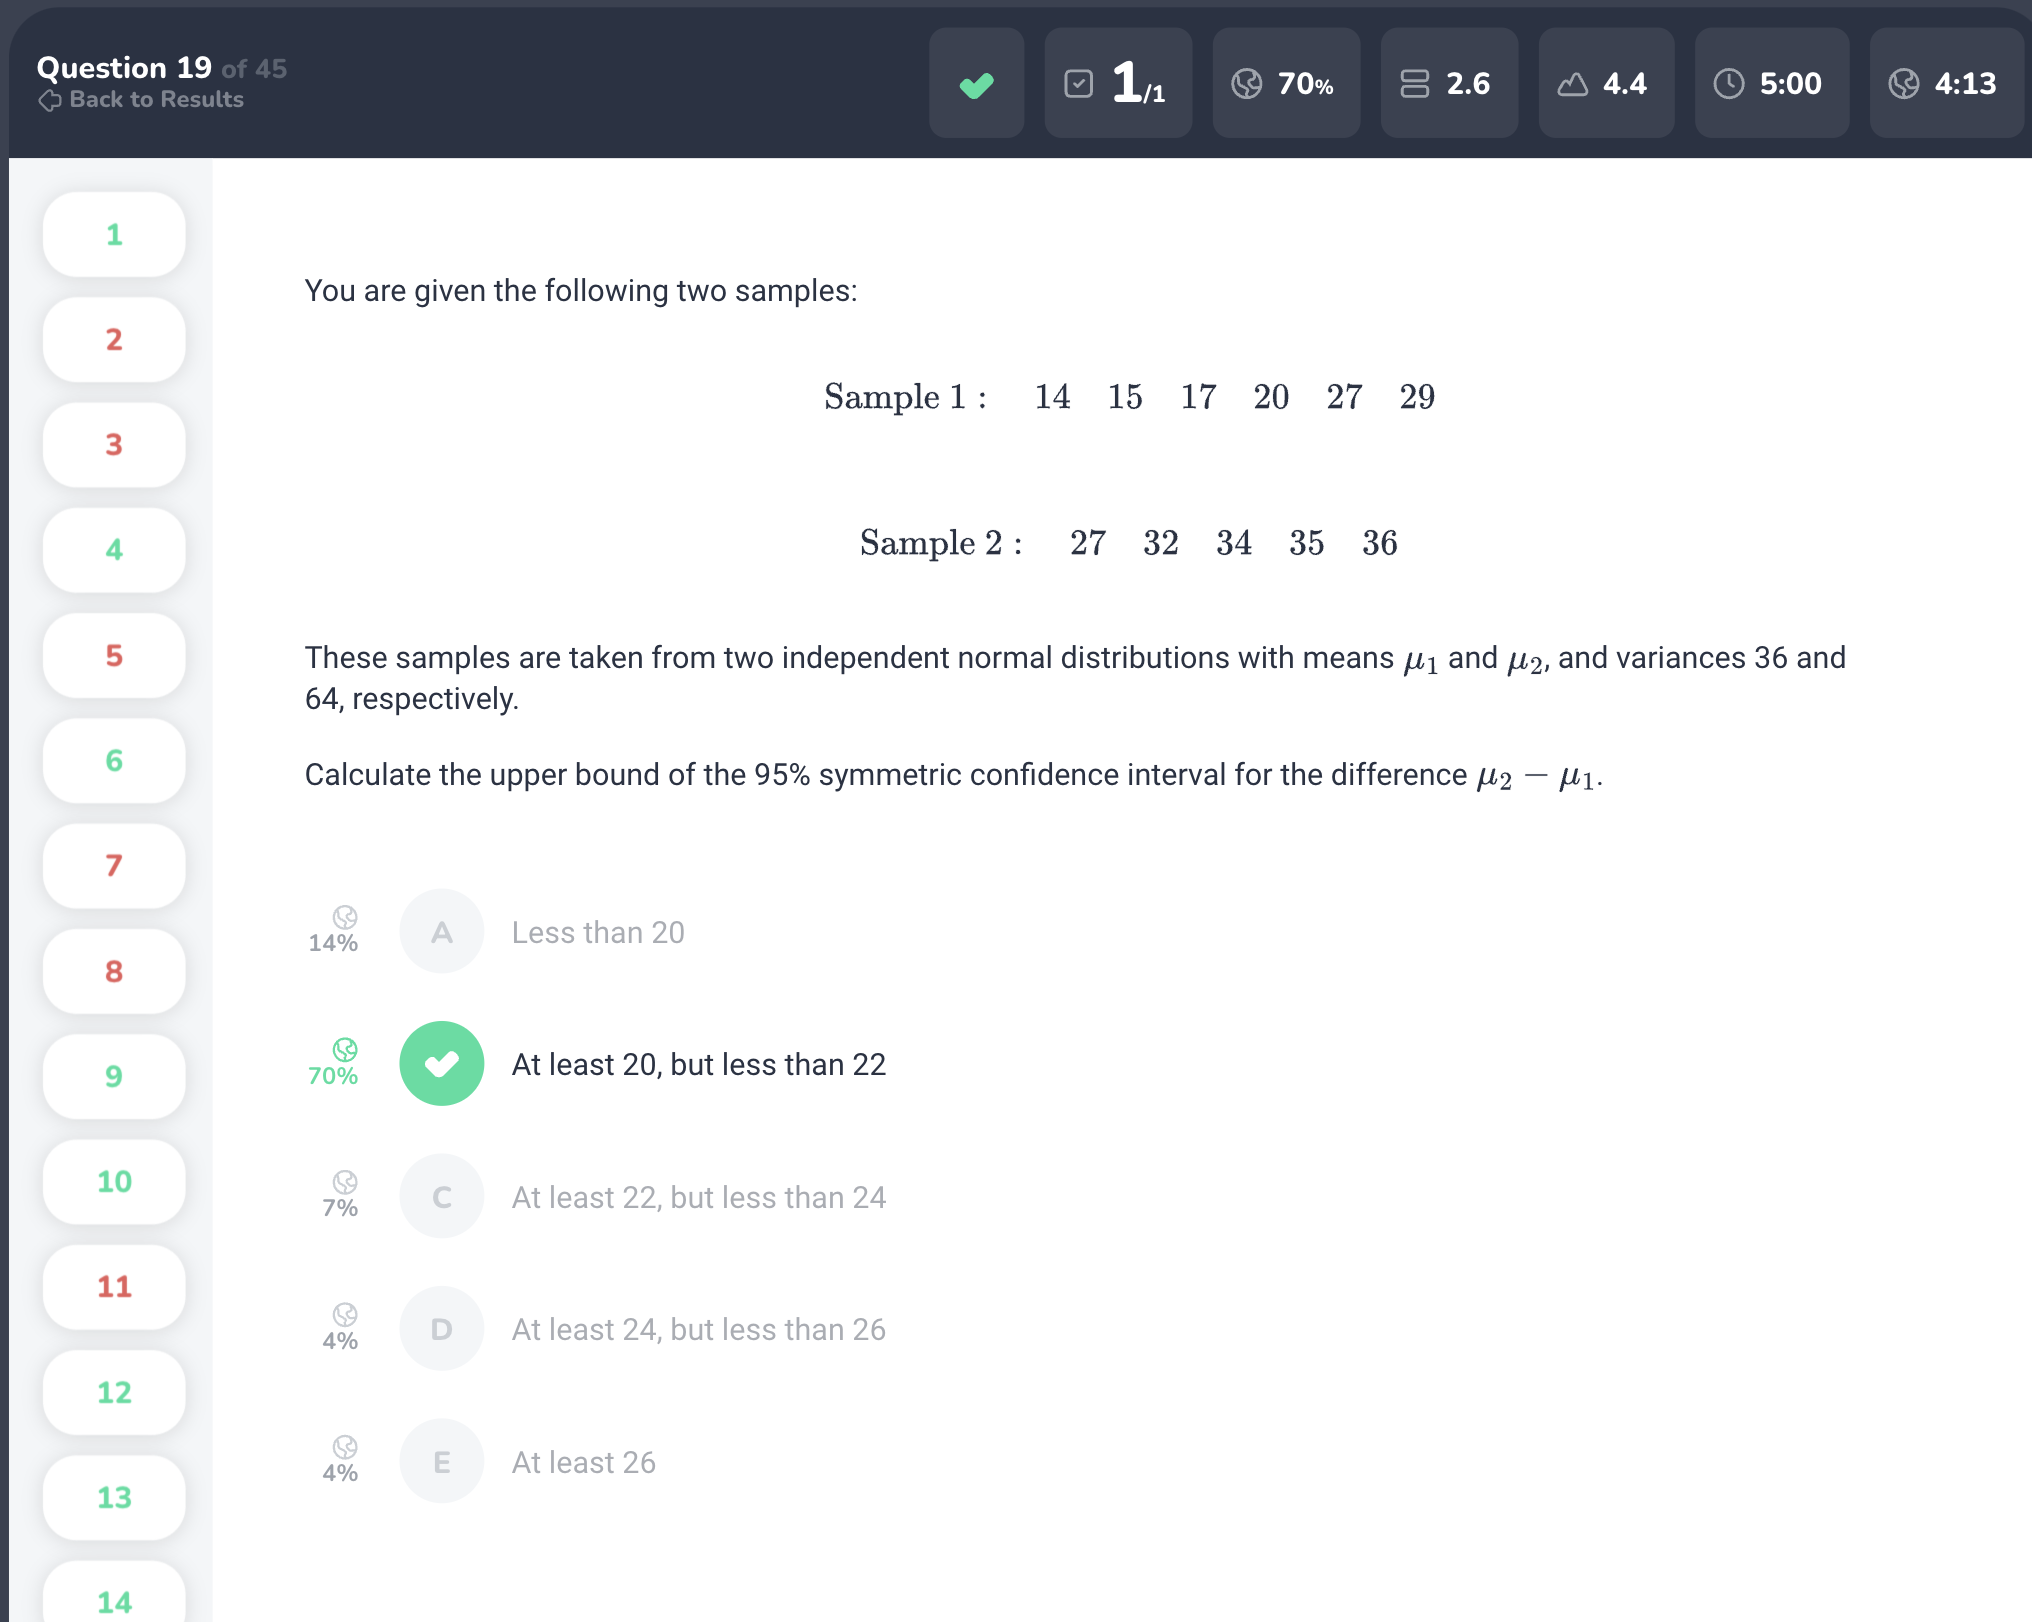 Question 19 of 45
Back to Results
1/1
70%
2.6
4.4
5:00
4:13
1
2
3
4
5
6
7
8
9
10
11
12
13
14
You are given the following two samples:
Sample 1 : 14 15 17 20 27 29
Sample 2 : 27 32 34 35 36
These samples are taken from two independent normal distributions with means μ₁ and μ₂, and variances 36 and
64, respectively.
Calculate the upper bound of the 95% symmetric confidence interval for the difference μ₂ − μ₁.
14% A Less than 20
70% At least 20, but less than 22
7% C At least 22, but less than 24
4% D At least 24, but less than 26
4% E At least 26